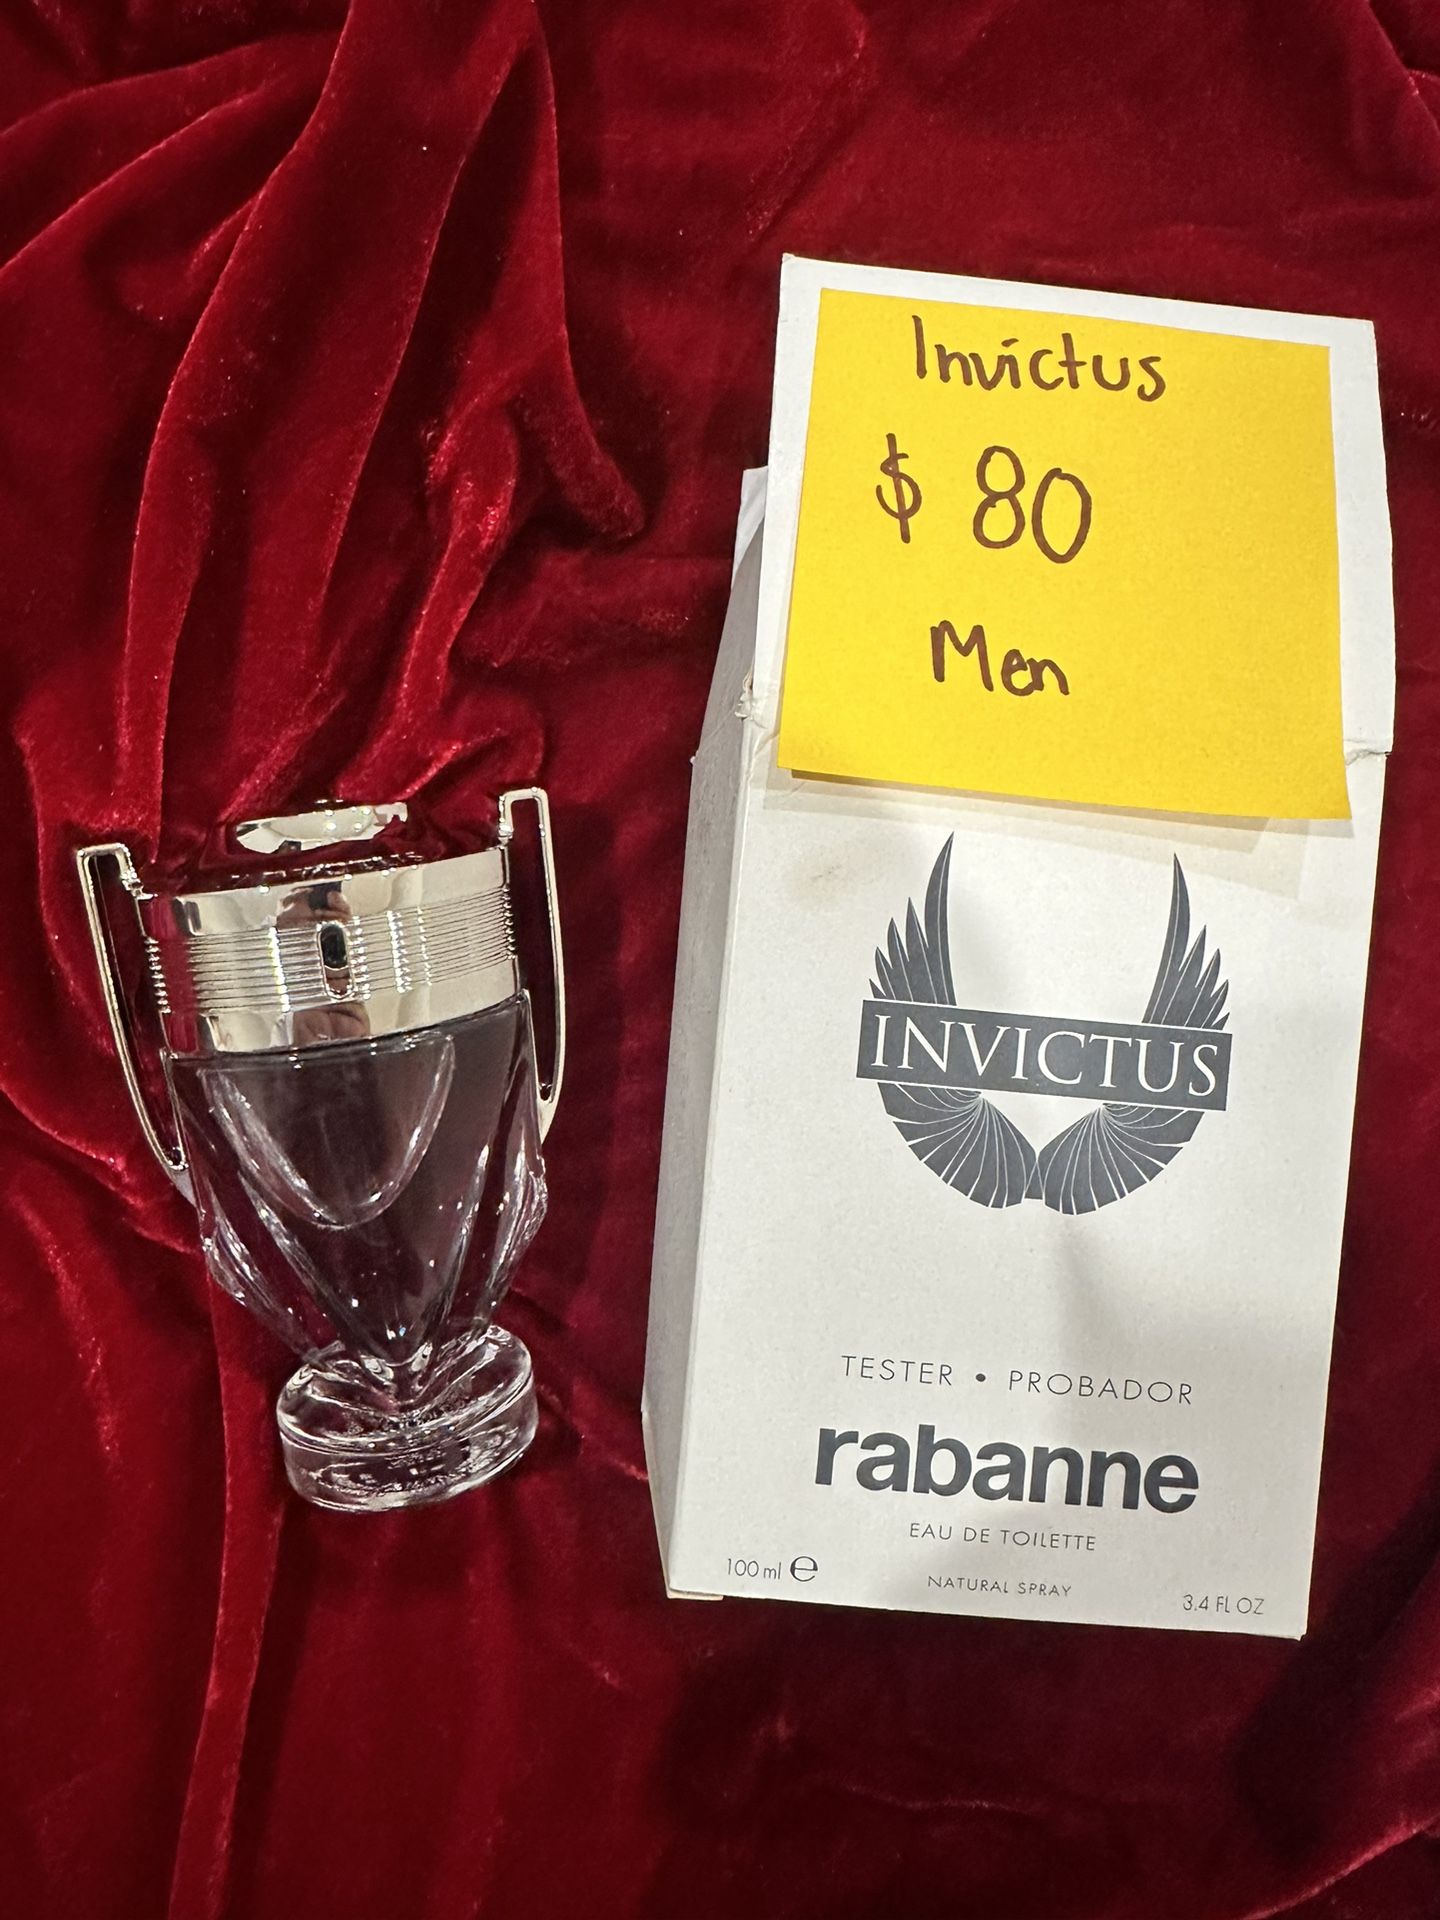 Invictus
$ 80
Men
INVICTUS
TESTER • PROBADOR
rabanne
EAU DE TOILETTE
100 ml ℮
NATURAL SPRAY
3.4 FL OZ